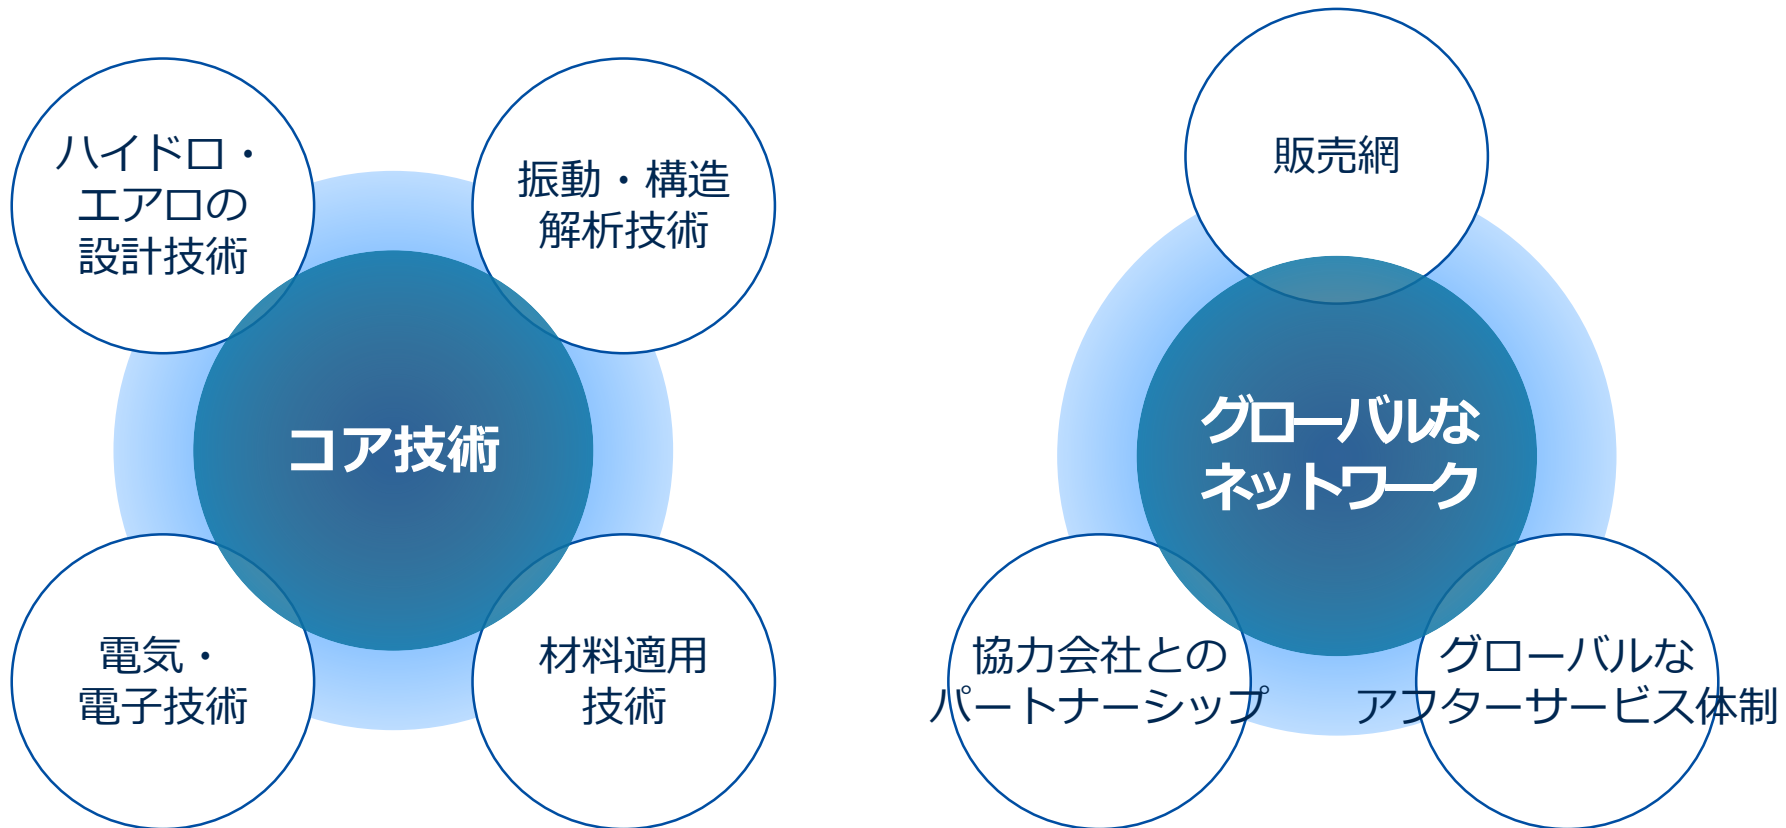 ハイドロ・
エアロの
設計技術
振動・構造
解析技術
コア技術
電気・
電子技術
材料適用
技術
販売網
グローバルな
ネットワーク
協力会社との
パートナーシップ
グローバルな
アフターサービス体制